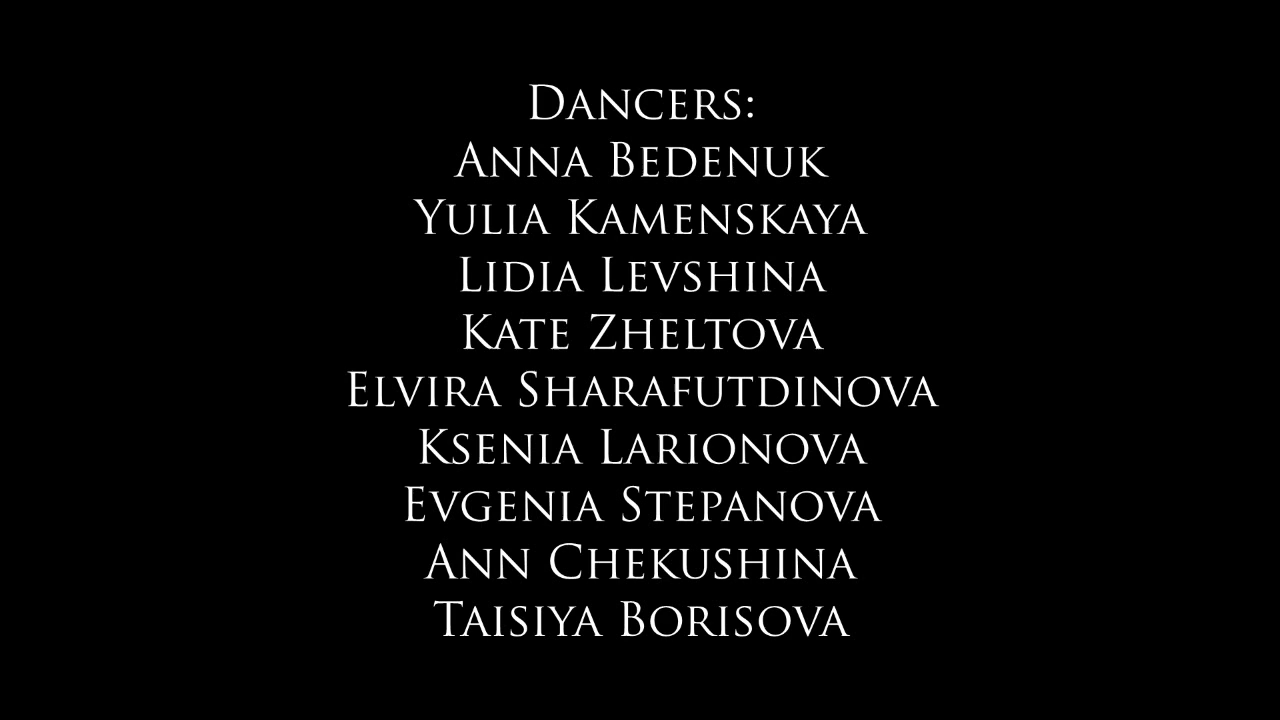 Dancers:
Anna Bedenuk
Yulia Kamenskaya
Lidia Levshina
Kate Zheltova
Elvira Sharafutdinova
Ksenia Larionova
Evgenia Stepanova
Ann Chekushina
Taisiya Borisova